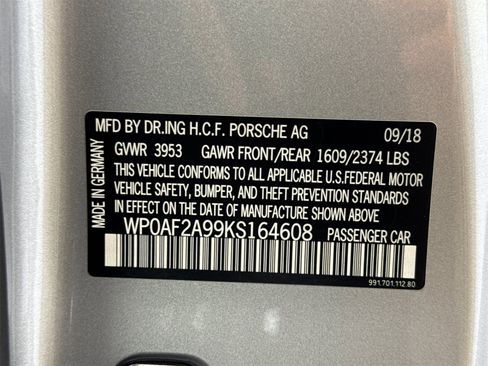 MFD BY DR.ING H.C.F. PORSCHE AG 09/18
GVWR 3953 GAWR FRONT/REAR 1609/2374 LBS
THIS VEHICLE CONFORMS TO ALL APPLICABLE U.S.FEDERAL MOTOR
VEHICLE SAFETY, BUMPER, AND THEFT PREVENTION STANDARDS
IN EFFECT ON THE DATE OF MANUFACTURE SHOWN ABOVE
WP0AF2A99KS164608 PASSENGER CAR
991.701.112.80
MADE IN GERMANY